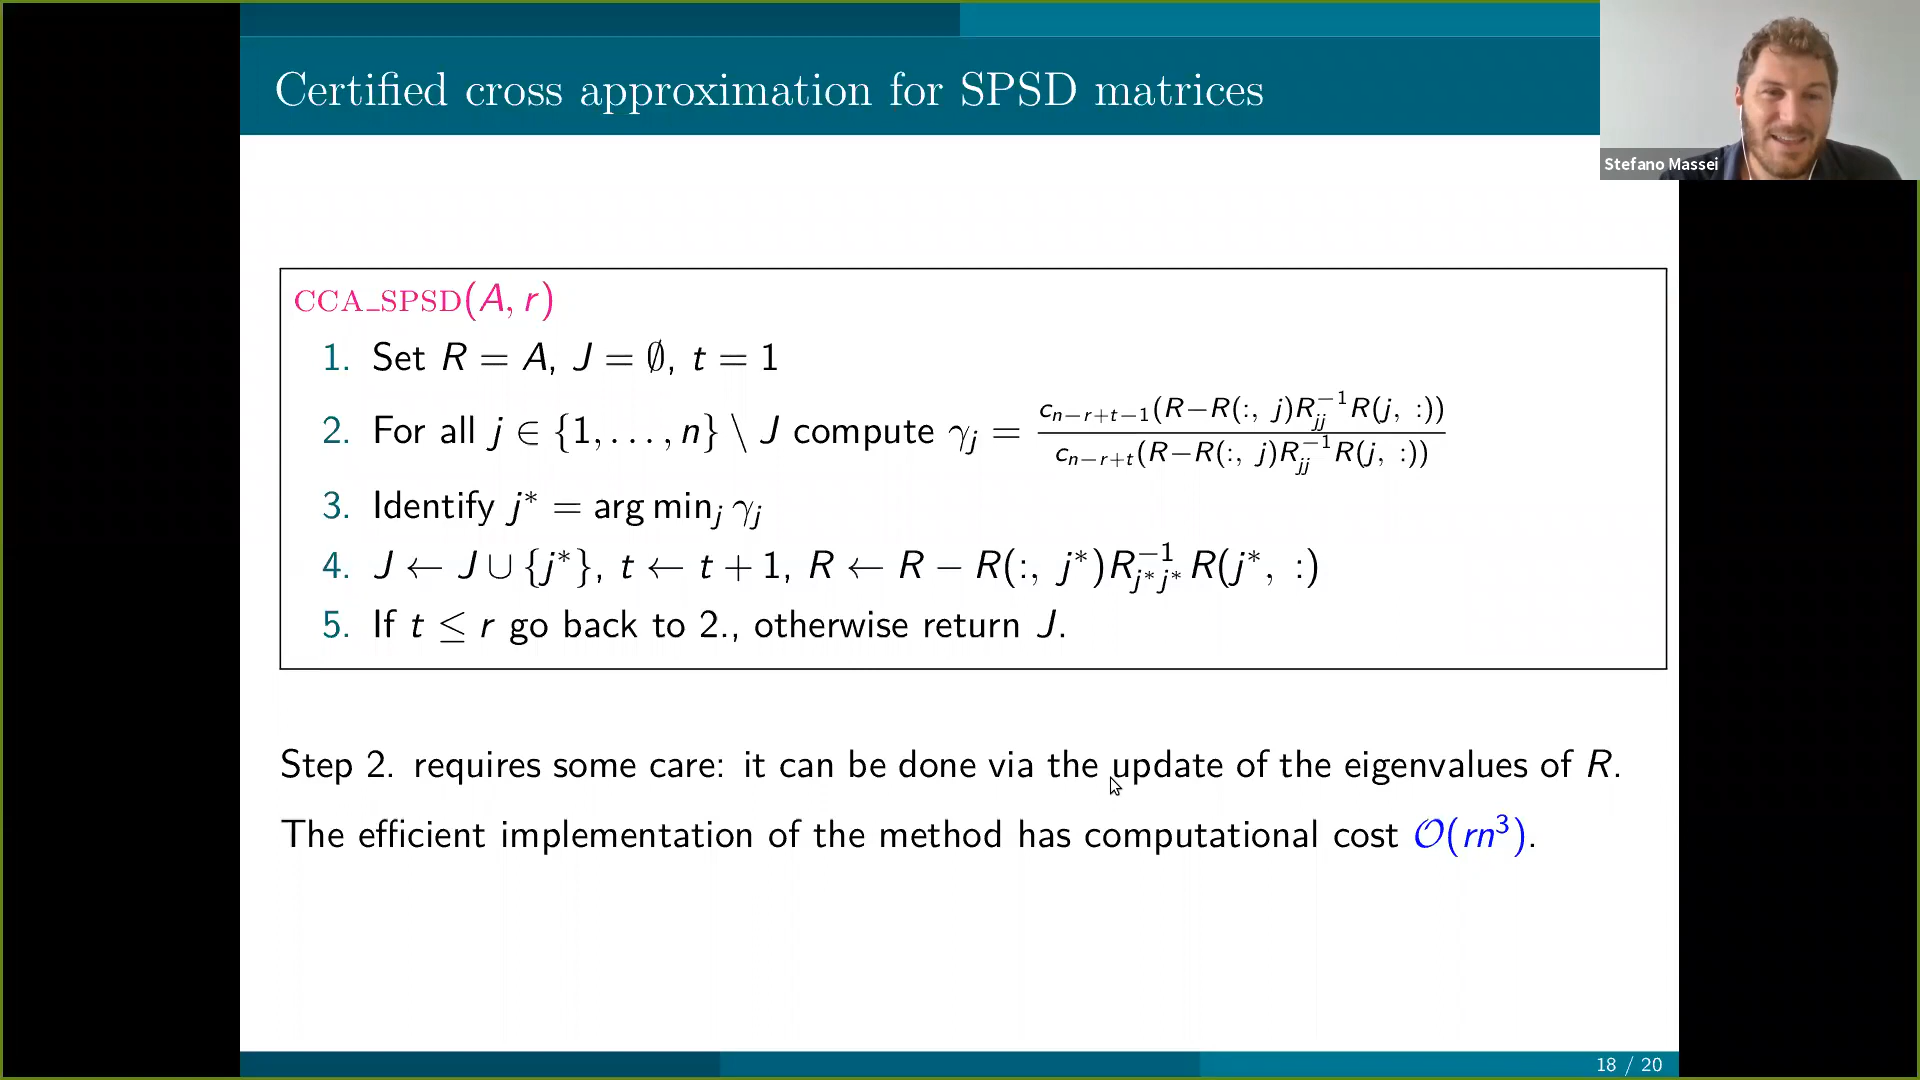 Certified cross approximation for SPSD matrices
Stefano Massei
CCA_SPSD(A, r)
1. Set R = A, J = ∅, t = 1
2. For all j ∈ {1, . . . , n} \ J compute γ_j = \frac{c_{n−r+t−1}(R−R(:, j)R_{jj}^{−1}R(j, :))}{c_{n−r+t}(R−R(:, j)R_{jj}^{−1}R(j, :))}
3. Identify j* = arg min_j γ_j
4. J ← J ∪ {j*}, t ← t + 1, R ← R − R(:, j*)R_{j*j*}^{−1}R(j*, :)
5. If t ≤ r go back to 2., otherwise return J.
Step 2. requires some care: it can be done via the update of the eigenvalues of R.
The efficient implementation of the method has computational cost O(rn³).
18 / 20